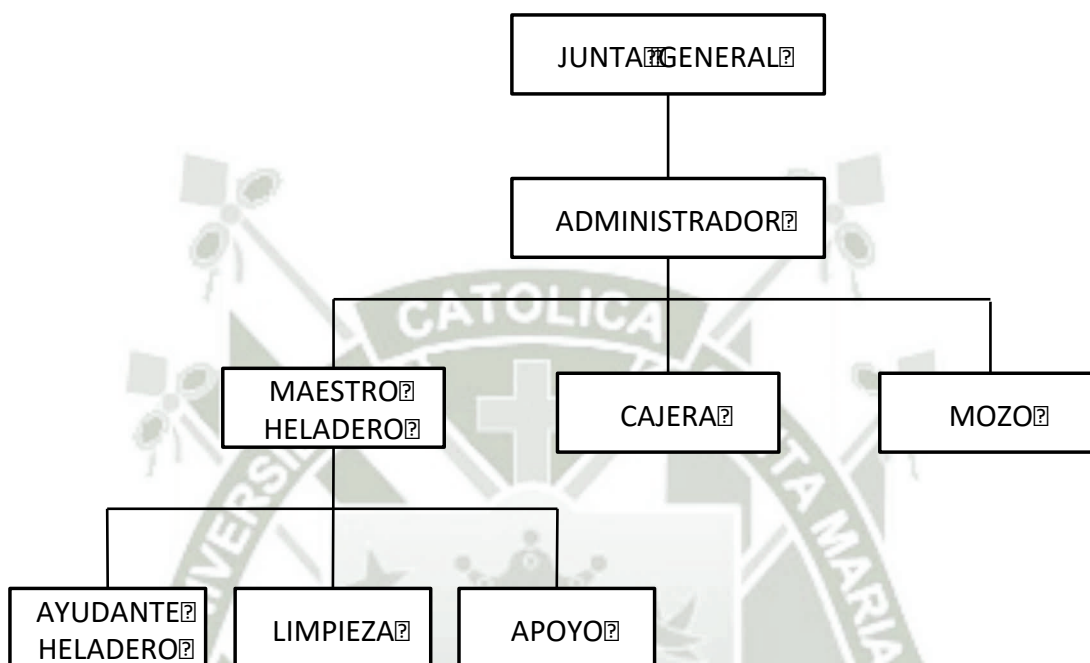 JUNTA GENERAL
ADMINISTRADOR
CATOLICA
MAESTRO
HELADERO
CAJERA
MOZO
AYUDANTE
HELADERO
LIMPIEZA
APOYO